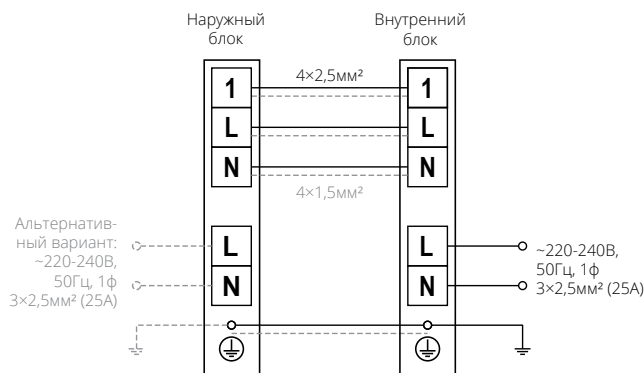 Наружный
блок
Внутренний
блок
4×2,5мм²
1
1
L
L
N
N
4×1,5мм²
Альтернатив-
ный вариант:
~220-240В,
50Гц, 1ф
3×2,5мм² (25А)
L
N
L
N
~220-240В,
50Гц, 1ф
3×2,5мм² (25А)